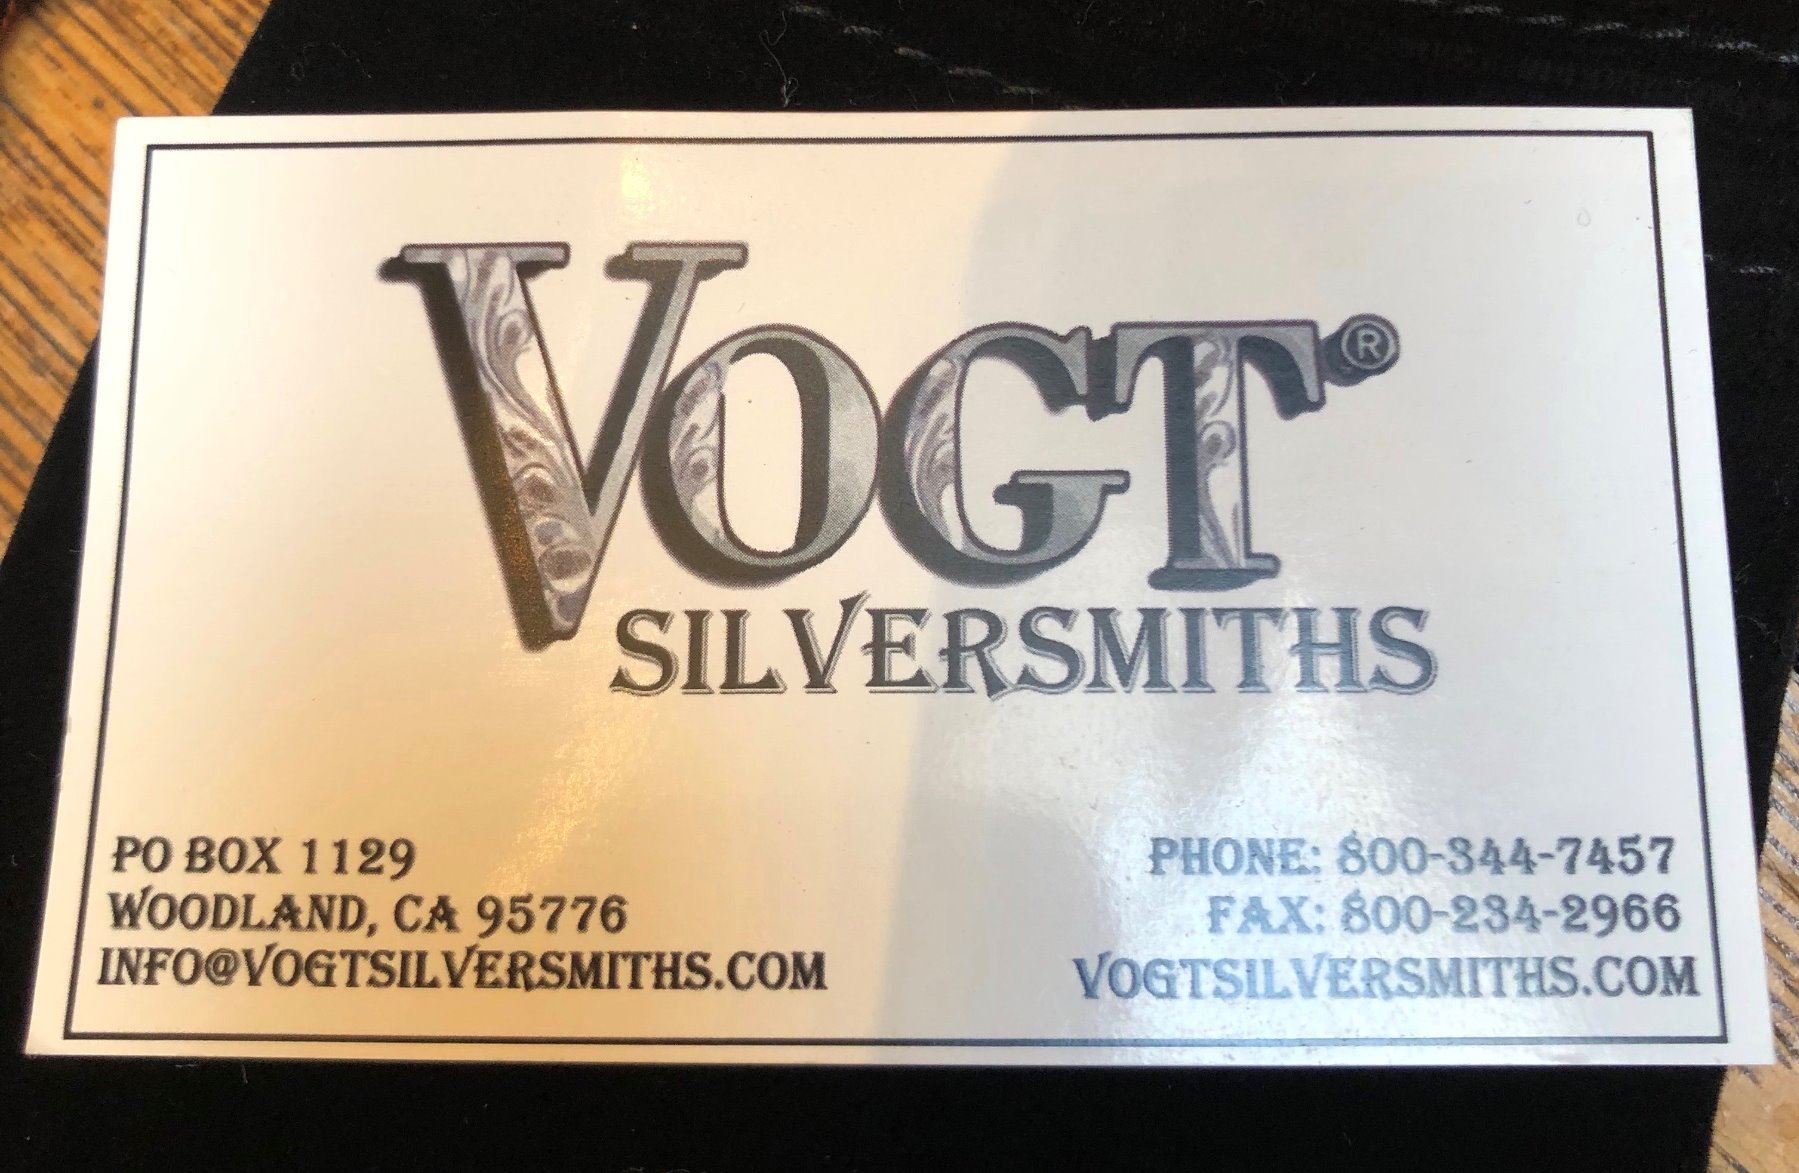 VOGT®
SILVERSMITHS
PO BOX 1129
WOODLAND, CA 95776
INFO@VOGTSILVERSMITHS.COM
PHONE: 800-344-7457
FAX: 800-234-2966
VOGTSILVERSMITHS.COM